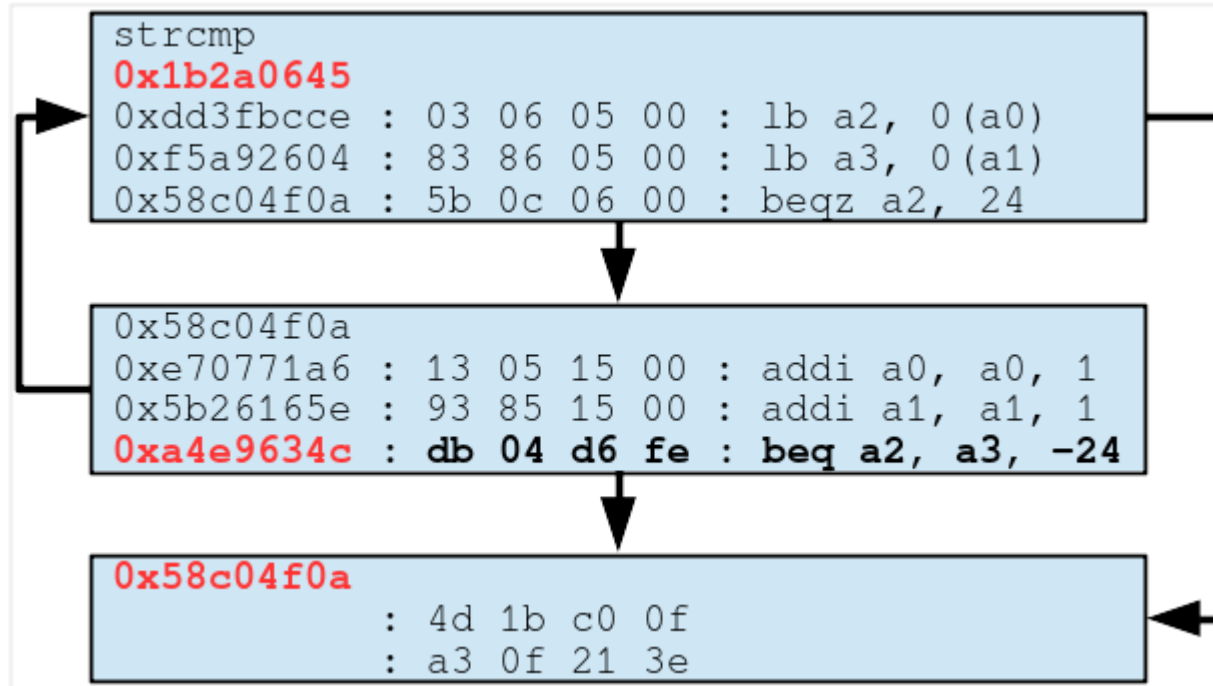 strcmp
0x1b2a0645
0xdd3fbcce : 03 06 05 00 : lb a2, 0(a0)
0xf5a92604 : 83 86 05 00 : lb a3, 0(a1)
0x58c04f0a : 5b 0c 06 00 : beqz a2, 24
0x58c04f0a
0xe70771a6 : 13 05 15 00 : addi a0, a0, 1
0x5b26165e : 93 85 15 00 : addi a1, a1, 1
0xa4e9634c : db 04 d6 fe : beq a2, a3, −24
0x58c04f0a
: 4d 1b c0 0f
: a3 0f 21 3e